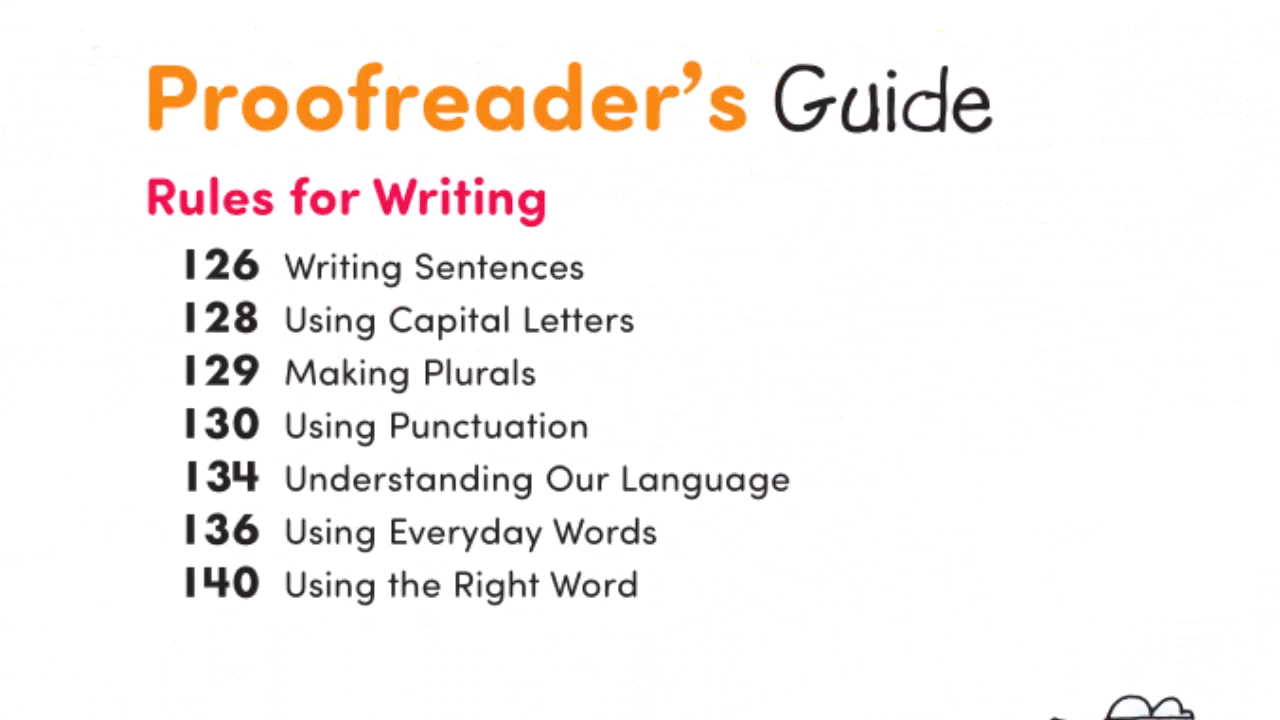 Proofreader’s Guide
Rules for Writing
126 Writing Sentences
128 Using Capital Letters
129 Making Plurals
130 Using Punctuation
134 Understanding Our Language
136 Using Everyday Words
140 Using the Right Word